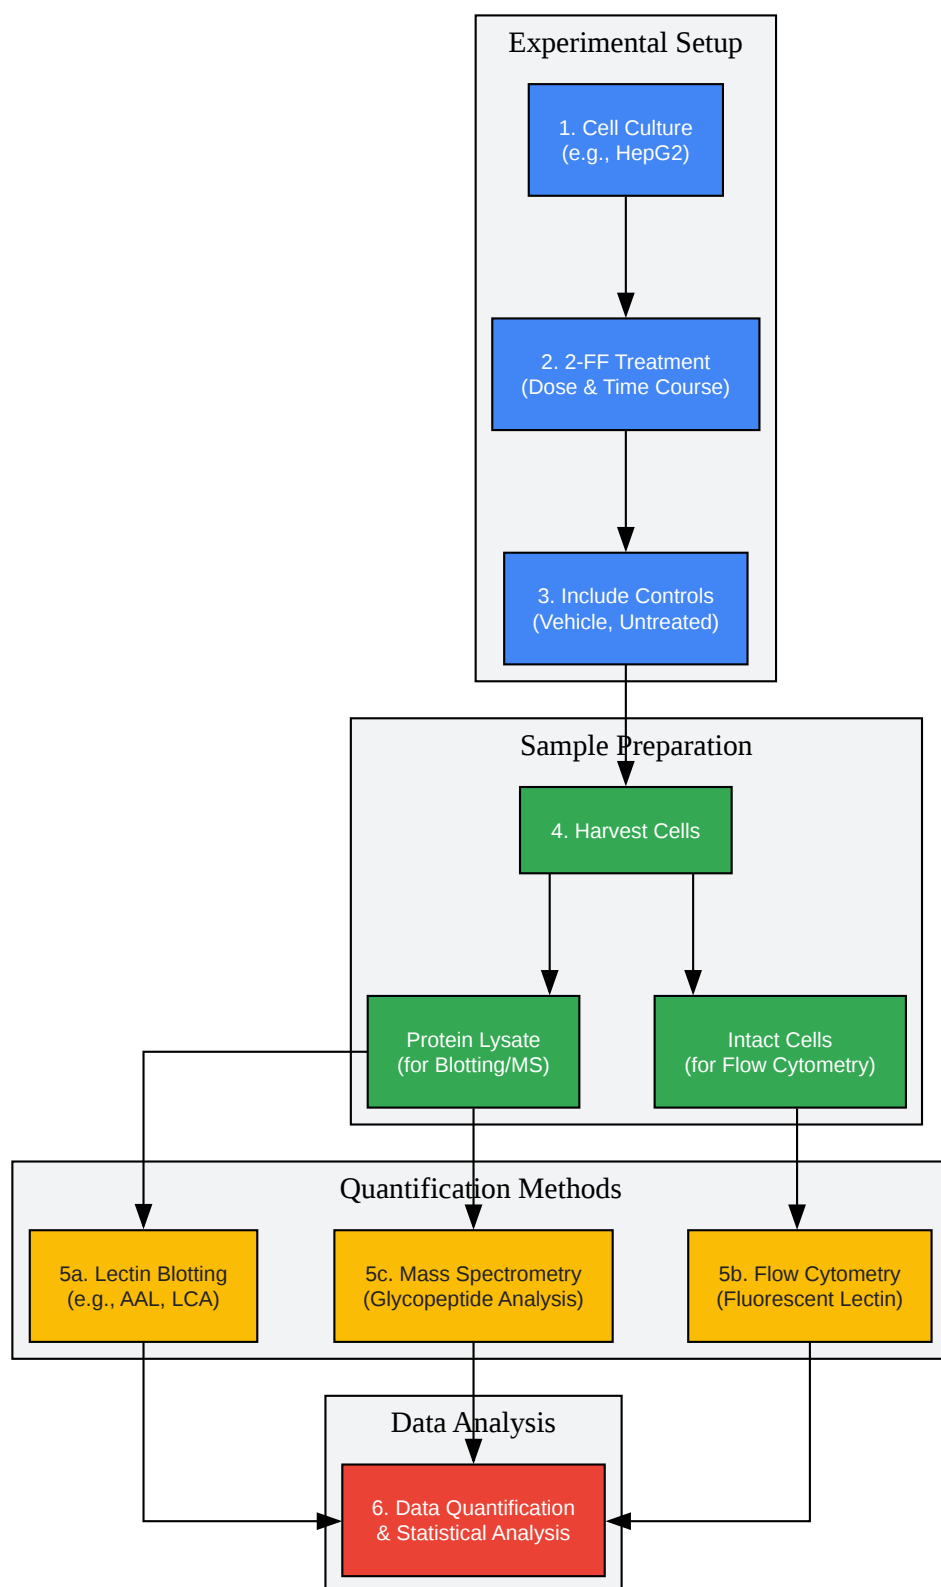 Experimental Setup
1. Cell Culture
(e.g., HepG2)
2. 2-FF Treatment
(Dose & Time Course)
3. Include Controls
(Vehicle, Untreated)
Sample Preparation
4. Harvest Cells
Protein Lysate
(for Blotting/MS)
Intact Cells
(for Flow Cytometry)
Quantification Methods
5a. Lectin Blotting
(e.g., AAL, LCA)
5c. Mass Spectrometry
(Glycopeptide Analysis)
5b. Flow Cytometry
(Fluorescent Lectin)
Data Analysis
6. Data Quantification
& Statistical Analysis